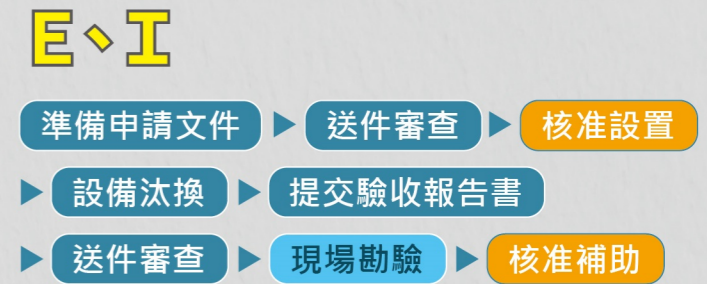 E、I
準備申請文件 ▶ 送件審查 ▶ 核准設置
▶ 設備汰換 ▶ 提交驗收報告書
▶ 送件審查 ▶ 現場勘驗 ▶ 核准補助